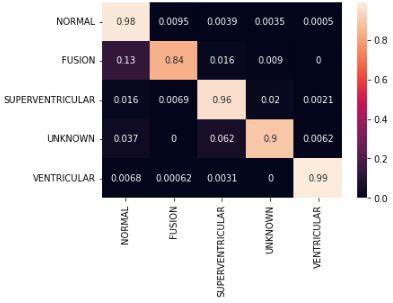 NORMAL 0.98 0.0095 0.0039 0.0035 0.0005
FUSION 0.13 0.84 0.016 0.009 0
SUPERVENTRICULAR 0.016 0.0069 0.96 0.02 0.0021
UNKNOWN 0.037 0 0.062 0.9 0.0062
VENTRICULAR 0.0068 0.00062 0.0031 0 0.99
NORMAL
FUSION
SUPERVENTRICULAR
UNKNOWN
VENTRICULAR
0.8
0.6
0.4
0.2
0.0